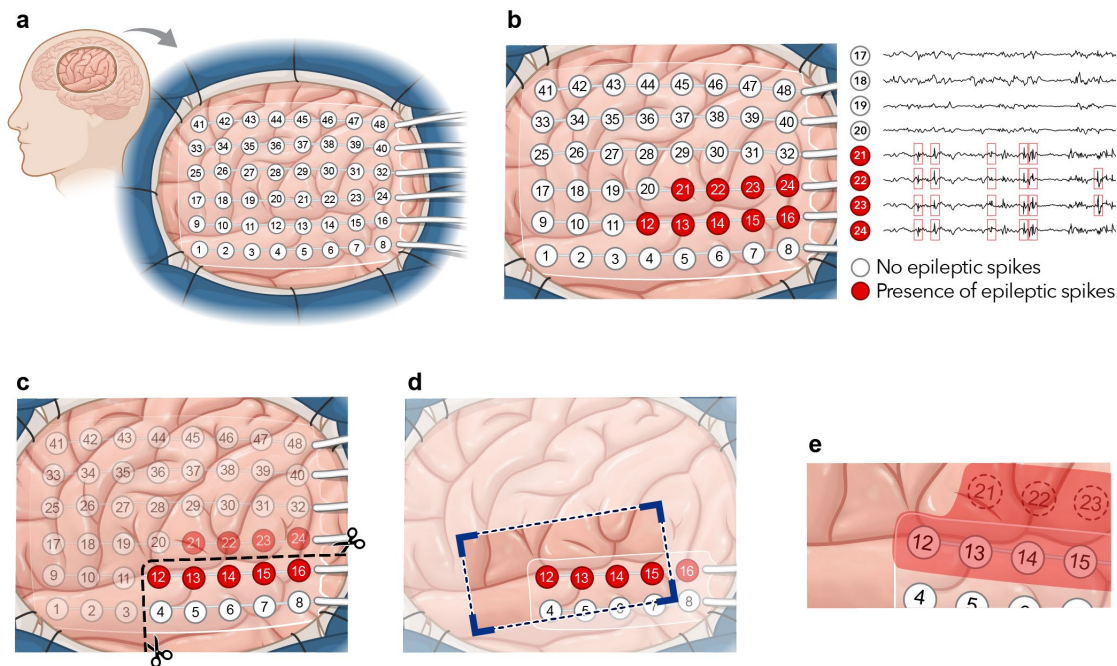 a
41 42 43 44 45 46 47 48
33 34 35 36 37 38 39 40
25 26 27 28 29 30 31 32
17 18 19 20 21 22 23 24
9 10 11 12 13 14 15 16
1 2 3 4 5 6 7 8
b
41 42 43 44 45 46 47 48
33 34 35 36 37 38 39 40
25 26 27 28 29 30 31 32
17 18 19 20 21 22 23 24
9 10 11 12 13 14 15 16
1 2 3 4 5 6 7 8
17
18
19
20
21
22
23
24
No epileptic spikes
Presence of epileptic spikes
c
41 42 43 44 45 46 47 48
33 34 35 36 37 38 39 40
25 26 27 28 29 30 31 32
17 18 19 20 21 22 23 24
9 10 11 12 13 14 15 16
1 2 3 4 5 6 7 8
d
12 13 14 15 16
4 5 6 7 8
e
21 22 23
12 13 14 15
4 5